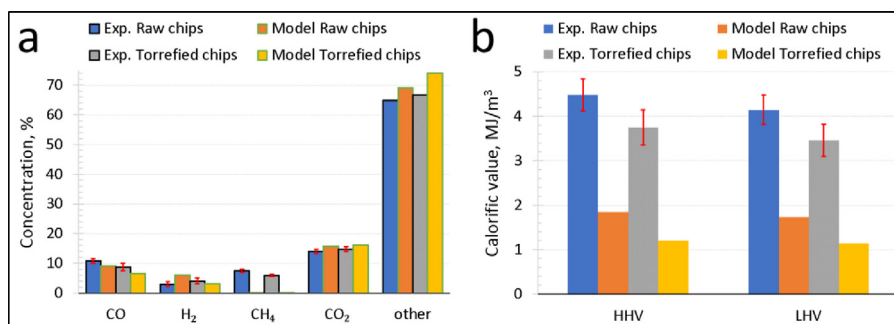 a
Exp. Raw chips
Model Raw chips
Exp. Torrefied chips
Model Torrefied chips
Concentration, %
70
60
50
40
30
20
10
0
CO
H₂
CH₄
CO₂
other
b
Exp. Raw chips
Model Raw chips
Exp. Torrefied chips
Model Torrefied chips
Calorific value, MJ/m³
5
4
3
2
1
0
HHV
LHV